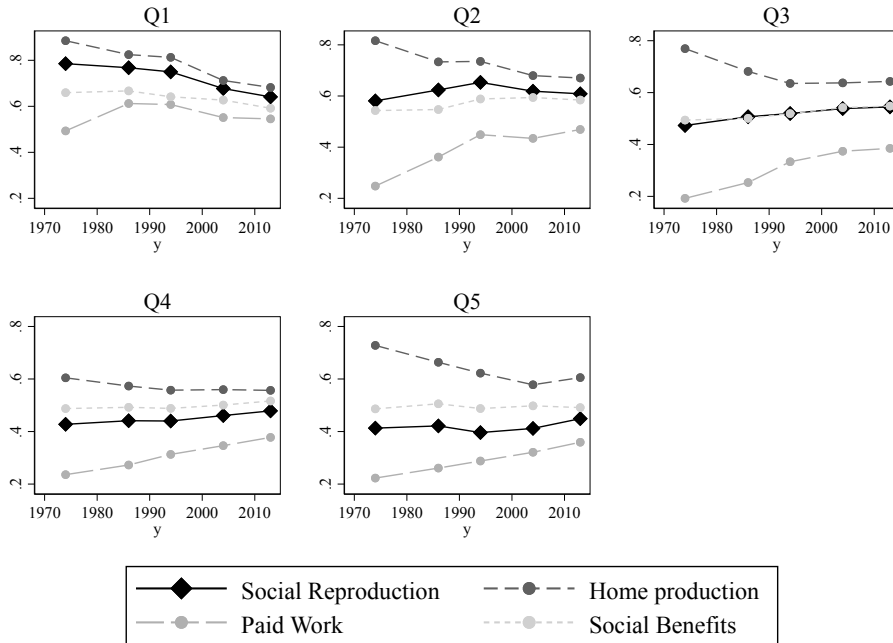 Q1
.8
.6
.4
.2
1970 1980 1990 2000 2010
y
Q2
.8
.6
.4
.2
1970 1980 1990 2000 2010
y
Q3
.8
.6
.4
.2
1970 1980 1990 2000 2010
y
Q4
.8
.6
.4
.2
1970 1980 1990 2000 2010
y
Q5
.8
.6
.4
.2
1970 1980 1990 2000 2010
y
Social Reproduction Home production
Paid Work Social Benefits